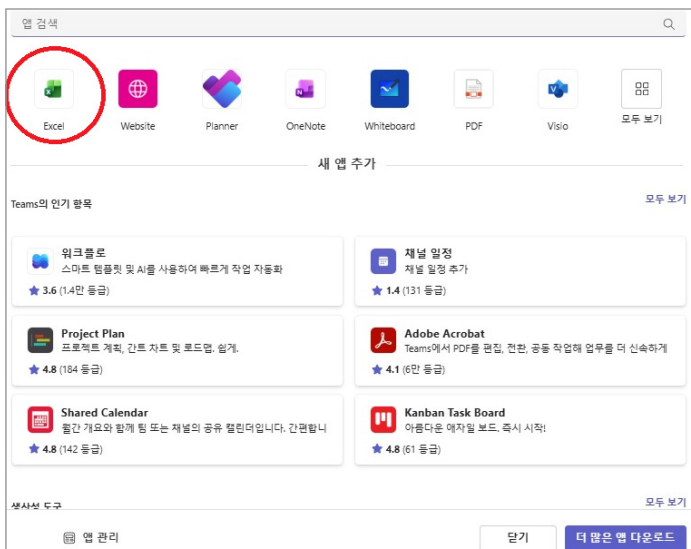 앱 검색
Excel
Website
Planner
OneNote
Whiteboard
PDF
Visio
모두 보기
새 앱 추가
Teams의 인기 항목
모두 보기
워크플로
스마트 템플릿 및 AI를 사용하여 빠르게 작업 자동화
3.6 (1.4만 등급)
채널 일정
채널 일정 추가
1.4 (131 등급)
Project Plan
프로젝트 계획, 간트 차트 및 로드맵. 쉽게.
4.8 (184 등급)
Adobe Acrobat
Teams에서 PDF를 편집, 전환, 공동 작업해 업무를 더 신속하게
4.1 (6만 등급)
Shared Calendar
월간 개요와 함께 팀 또는 채널의 공유 캘린더입니다. 간편합니
4.8 (142 등급)
Kanban Task Board
아름다운 애자일 보드. 즉시 시작!
4.8 (61 등급)
생산성 도구
모두 보기
앱 관리
닫기
더 많은 앱 다운로드